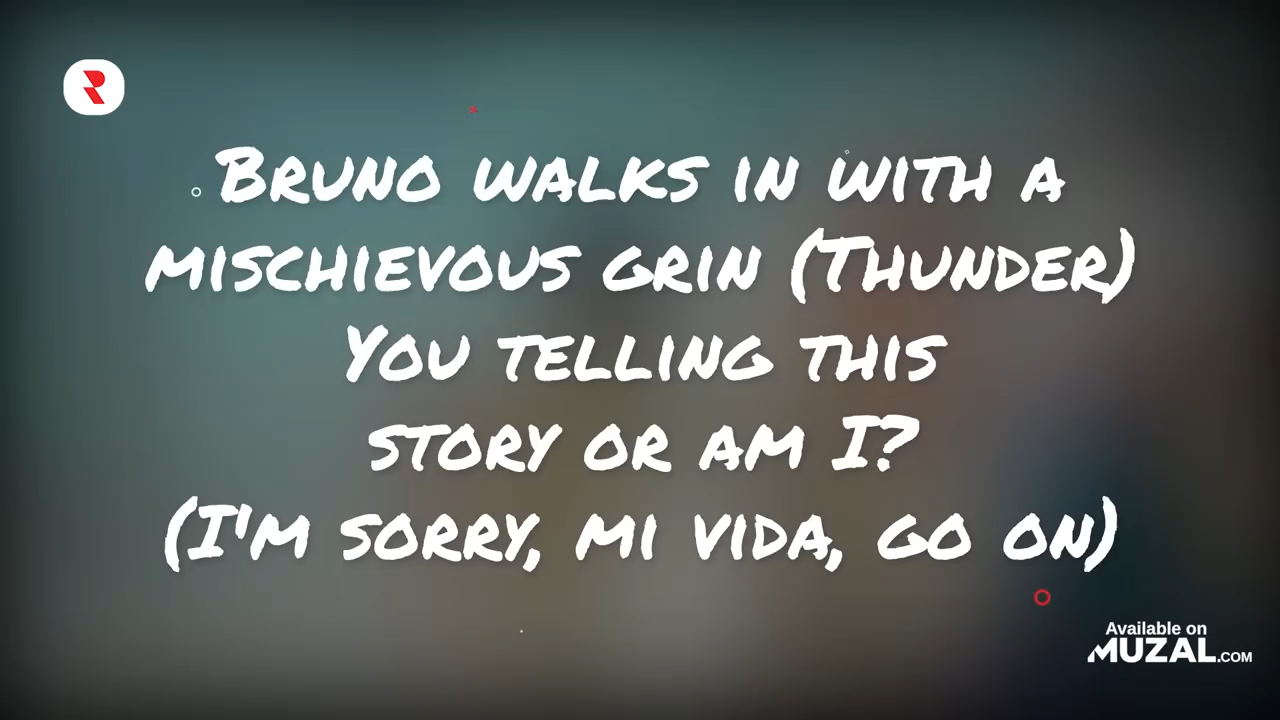 Bruno walks in with a
mischievous grin (Thunder)
You telling this
story or am I?
(I'm sorry, mi vida, go on)
Available on
MUZAL.COM